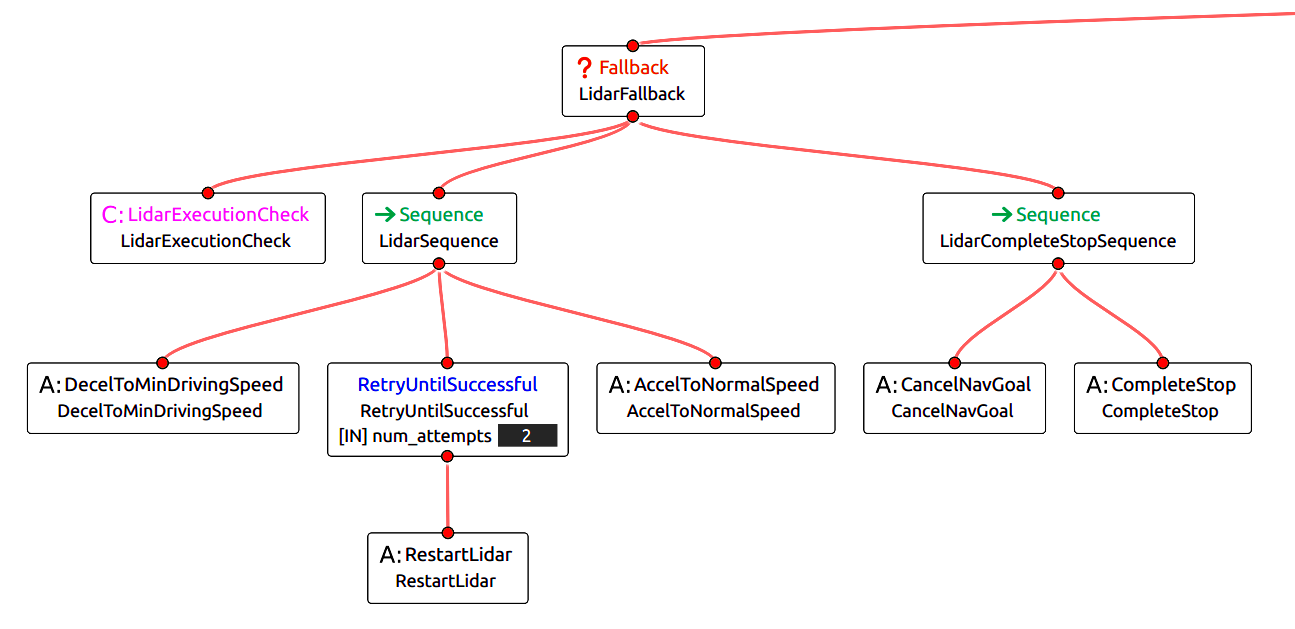 ? Fallback
LidarFallback
C: LidarExecutionCheck
LidarExecutionCheck
→ Sequence
LidarSequence
→ Sequence
LidarCompleteStopSequence
A: DecelToMinDrivingSpeed
DecelToMinDrivingSpeed
RetryUntilSuccessful
RetryUntilSuccessful
[IN] num_attempts 2
A: AccelToNormalSpeed
AccelToNormalSpeed
A: CancelNavGoal
CancelNavGoal
A: CompleteStop
CompleteStop
A: RestartLidar
RestartLidar